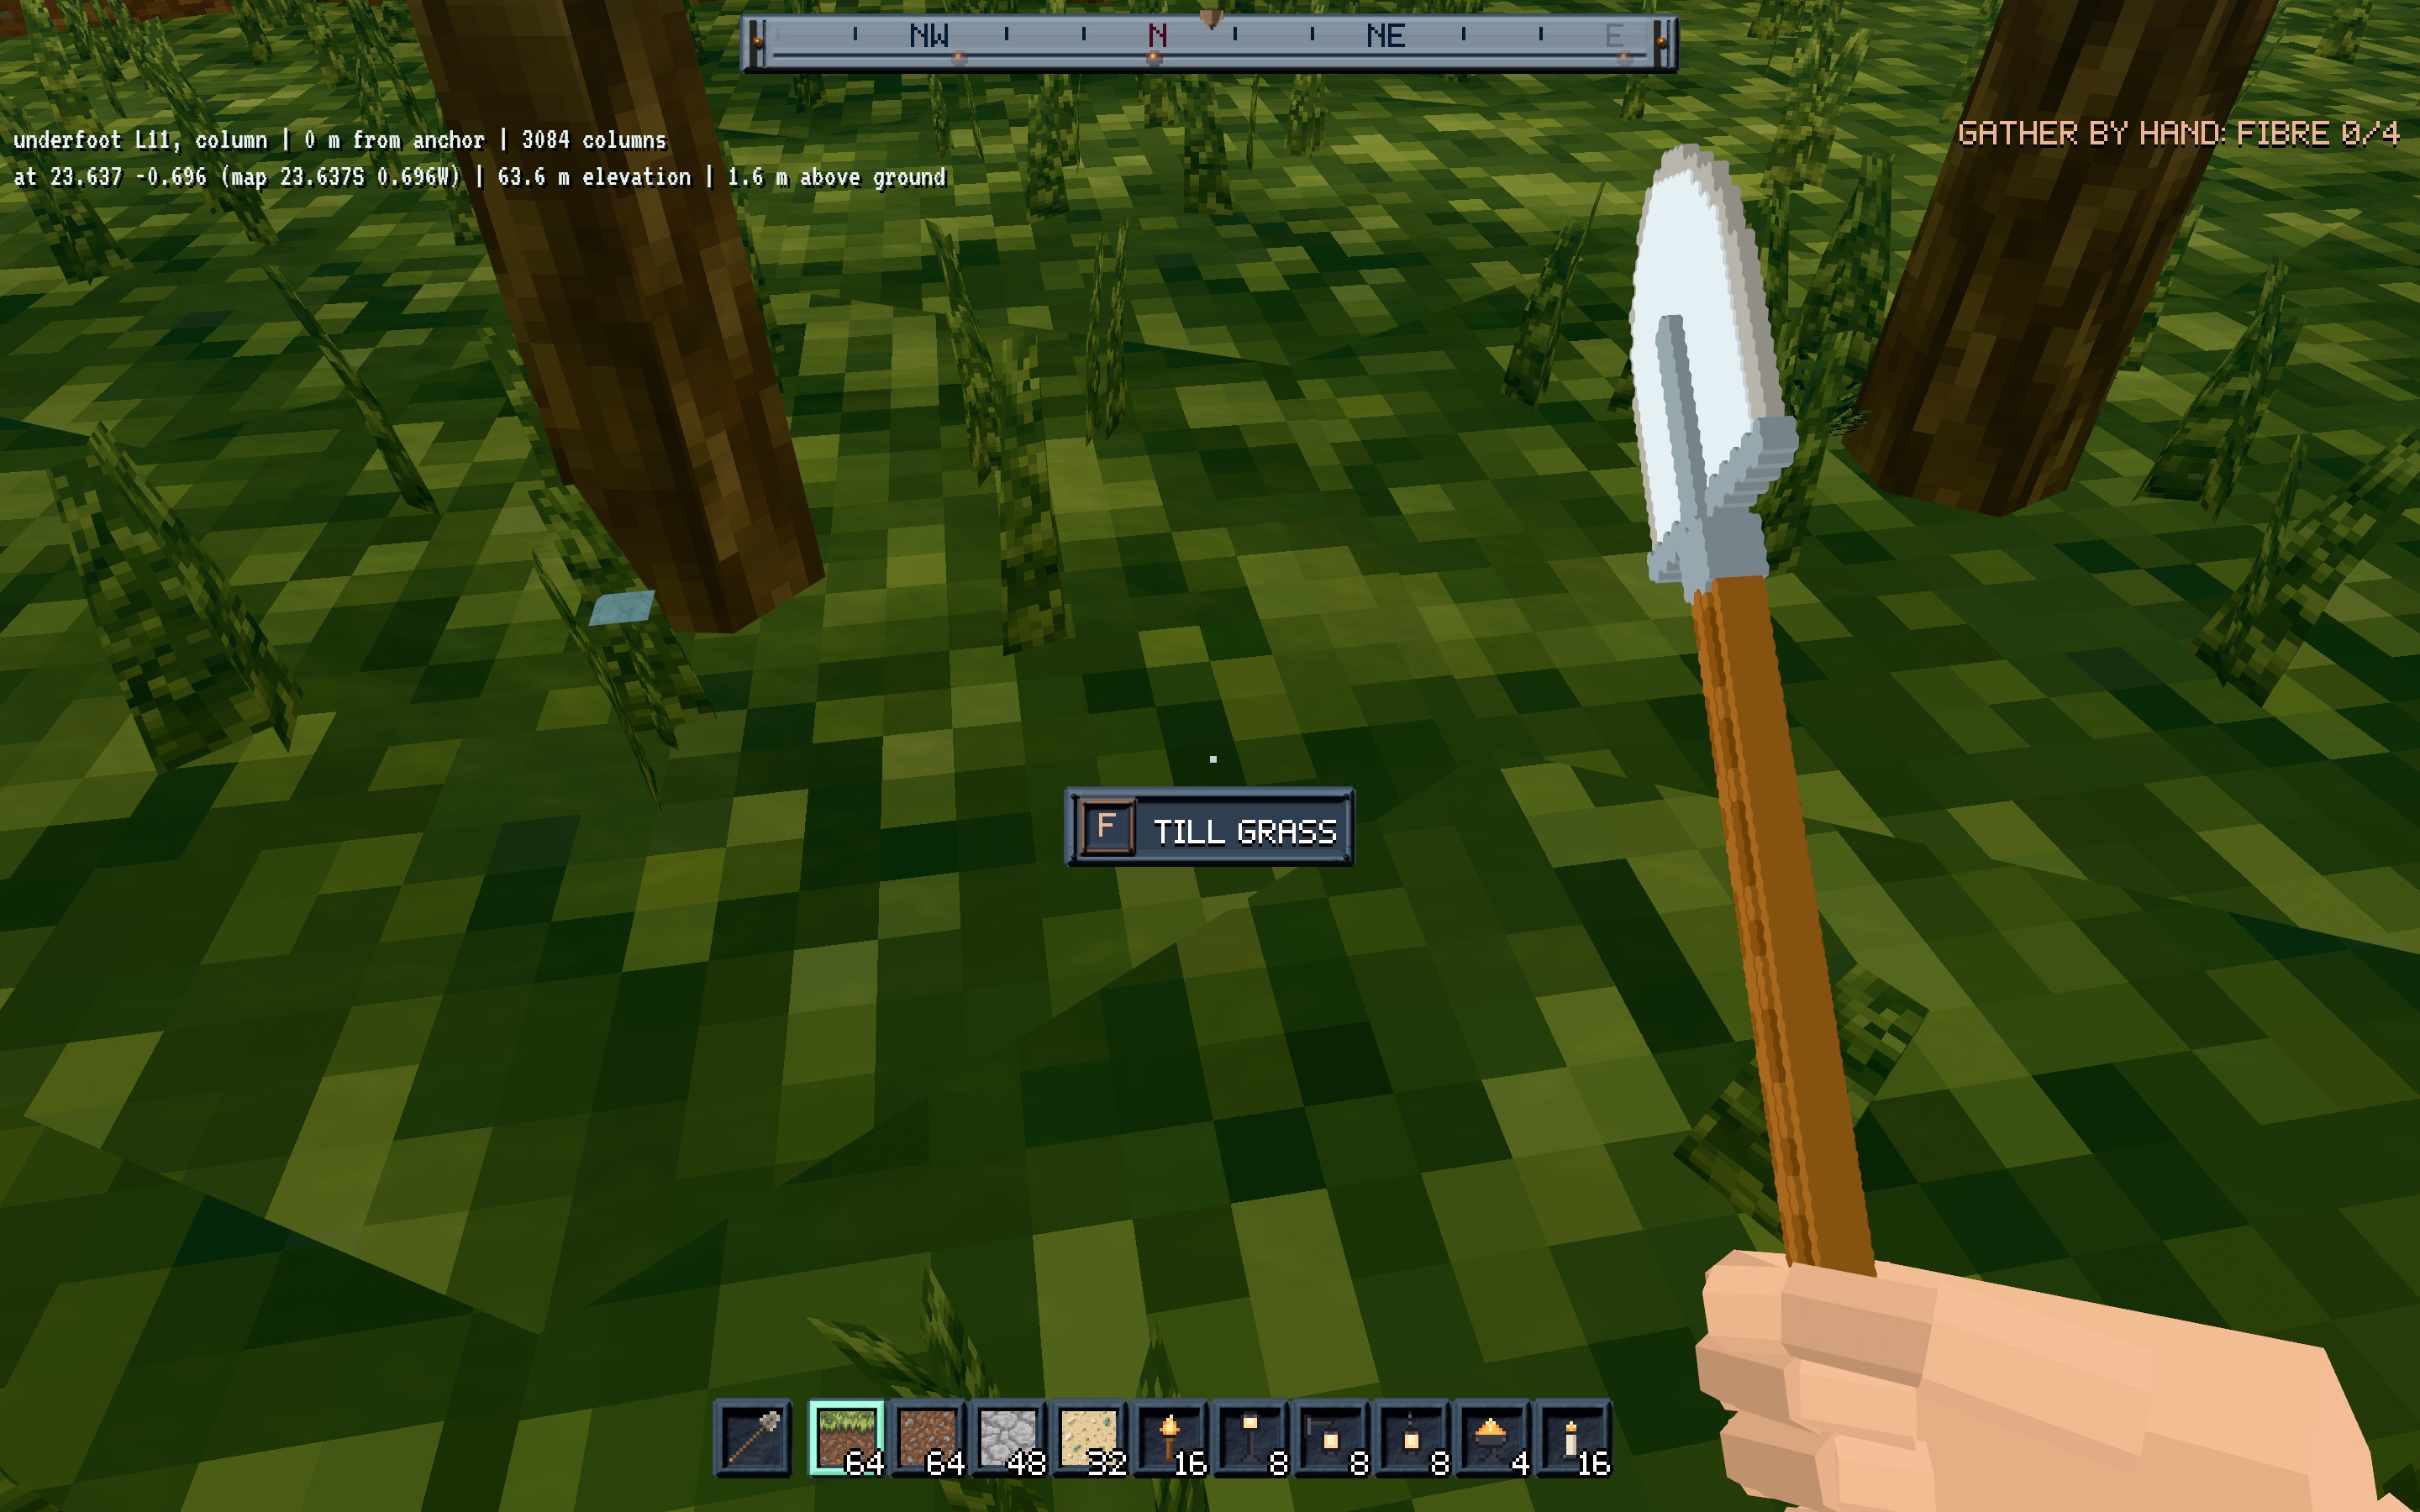 NW N NE E
underfoot L11, column | 0 m from anchor | 3084 columns
at 23.637 -0.696 (map 23.637S 0.696W) | 63.6 m elevation | 1.6 m above ground
GATHER BY HAND: FIBRE 0/4
F TILL GRASS
64 64 48 32 16 8 8 8 4 16